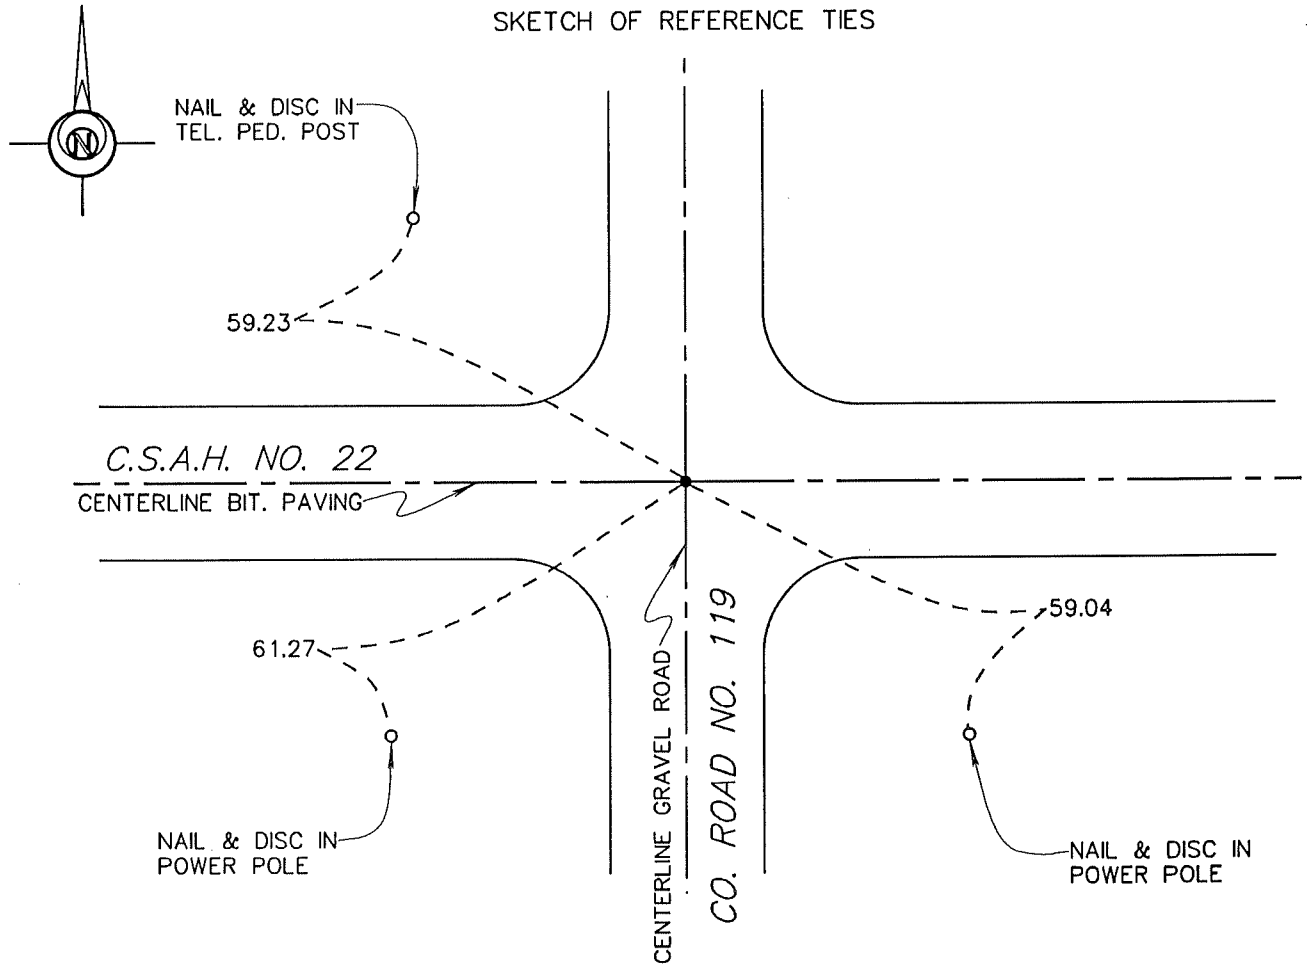 SKETCH OF REFERENCE TIES
N
NAIL & DISC IN
TEL. PED. POST
59.23
C.S.A.H. NO. 22
CENTERLINE BIT. PAVING
59.04
61.27
CENTERLINE GRAVEL ROAD
CO. ROAD NO. 119
NAIL & DISC IN
POWER POLE
NAIL & DISC IN
POWER POLE